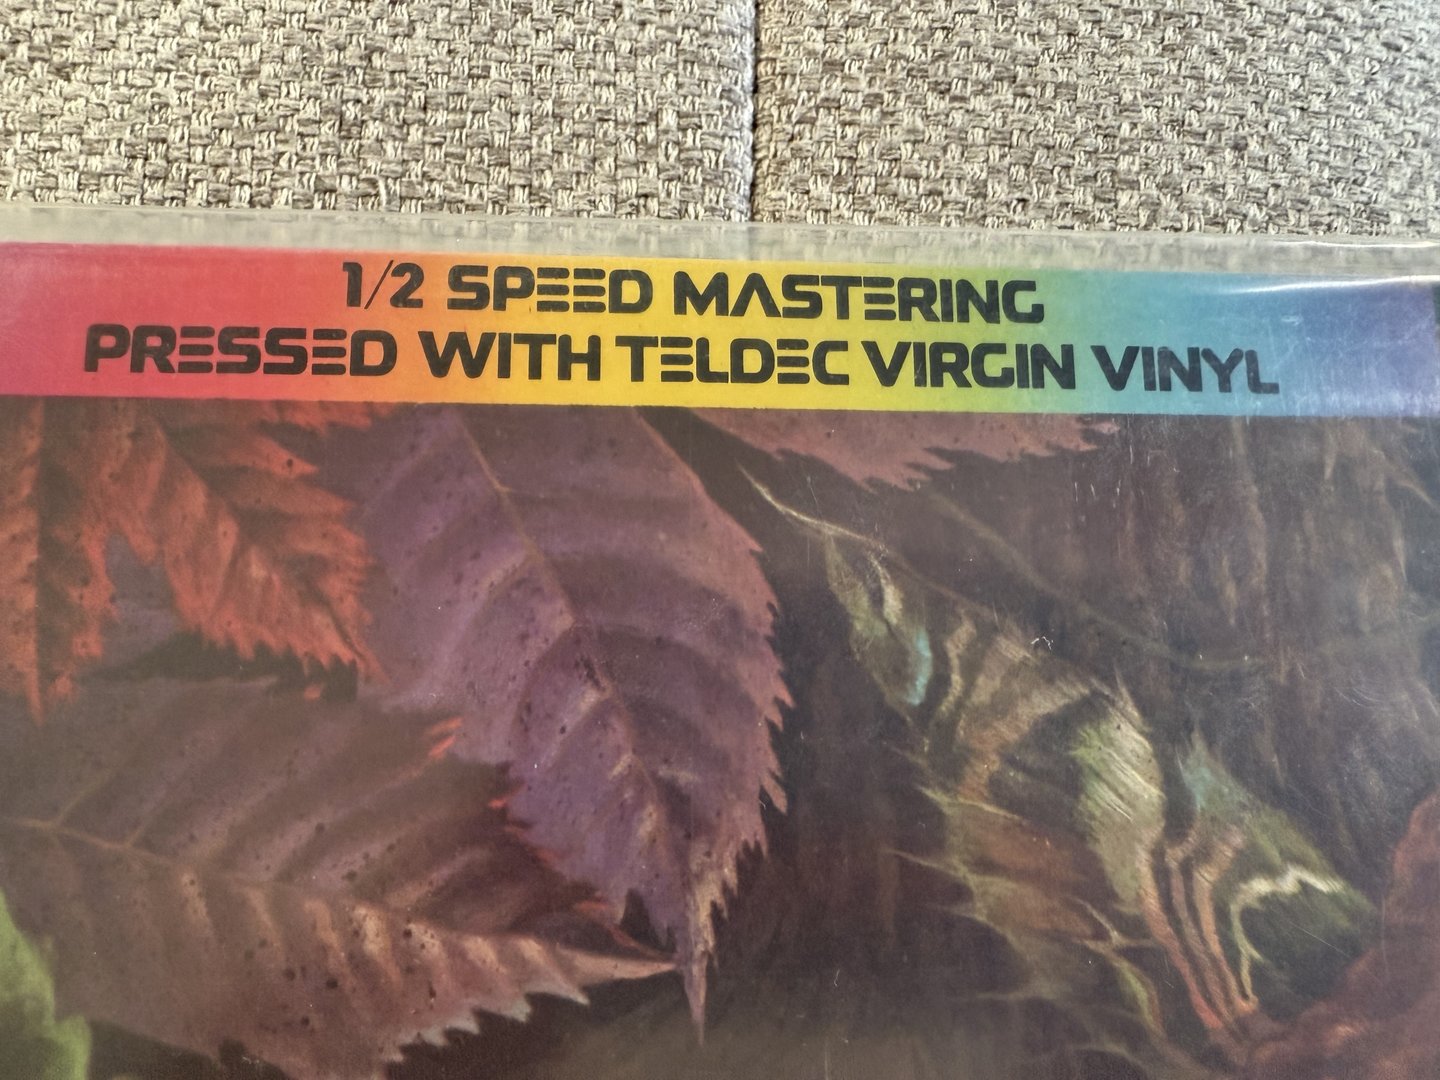 1/2 SPEED MASTERING
PRESSED WITH TELDEC VIRGIN VINYL